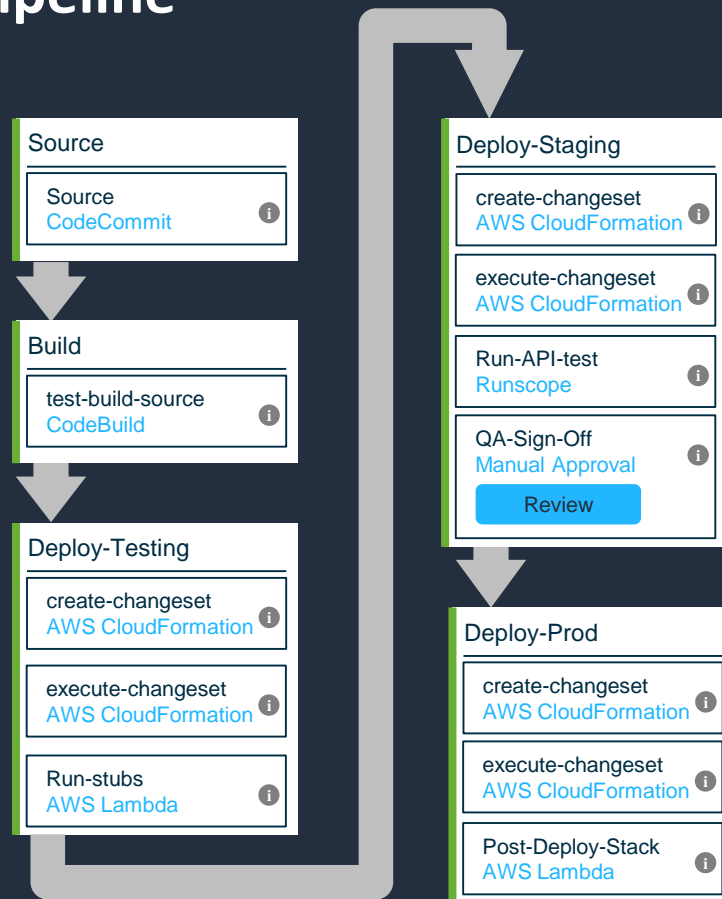 Source
Source
CodeCommit
Build
test-build-source
CodeBuild
Deploy-Testing
create-changeset
AWS CloudFormation
execute-changeset
AWS CloudFormation
Run-stubs
AWS Lambda
Deploy-Staging
create-changeset
AWS CloudFormation
execute-changeset
AWS CloudFormation
Run-API-test
Runscope
QA-Sign-Off
Manual Approval
Review
Deploy-Prod
create-changeset
AWS CloudFormation
execute-changeset
AWS CloudFormation
Post-Deploy-Stack
AWS Lambda